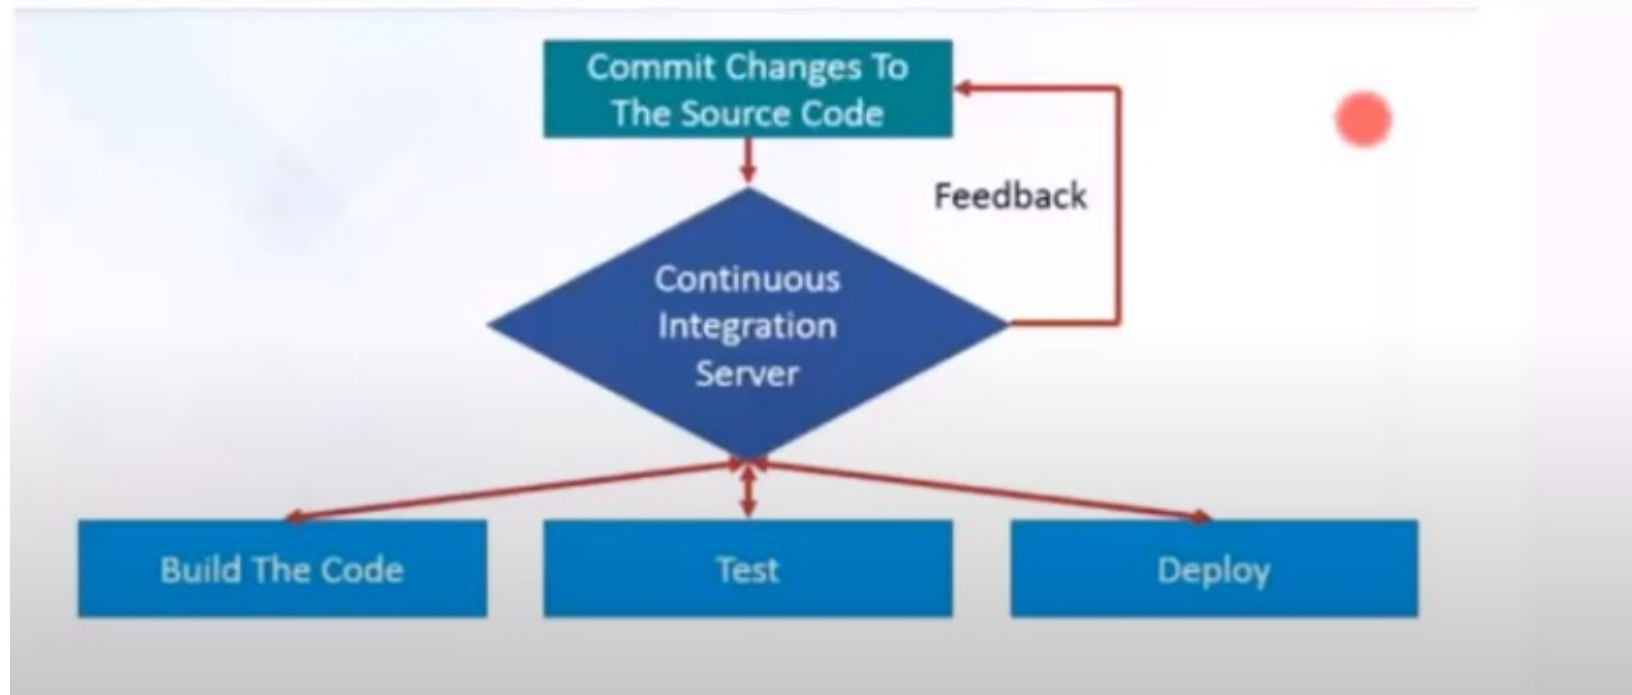 Commit Changes To
The Source Code
Feedback
Continuous
Integration
Server
Build The Code
Test
Deploy